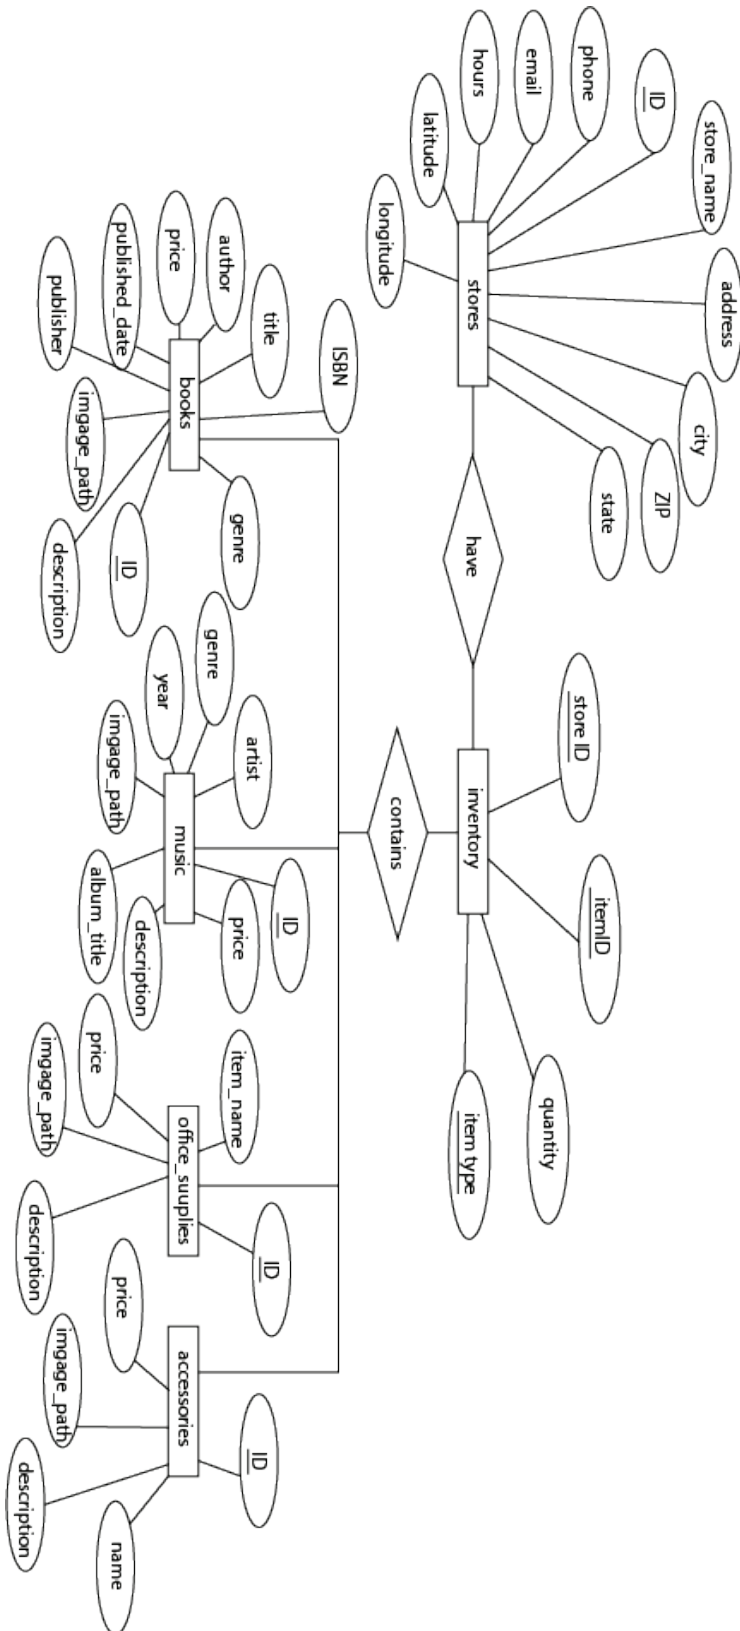 store_name
address
ID
phone
city
email
ZIP
hours
state
latitude
stores
have
longitude
store ID
itemID
inventory
quantity
item type
contains
ISBN
title
author
price
published_date
publisher
books
genre
imgage_path
ID
description
genre
year
artist
imgage_path
music
ID
album_title
price
description
item_name
price
imgage_path
office_suuplies
ID
description
price
accessories
ID
imgage_path
description
name